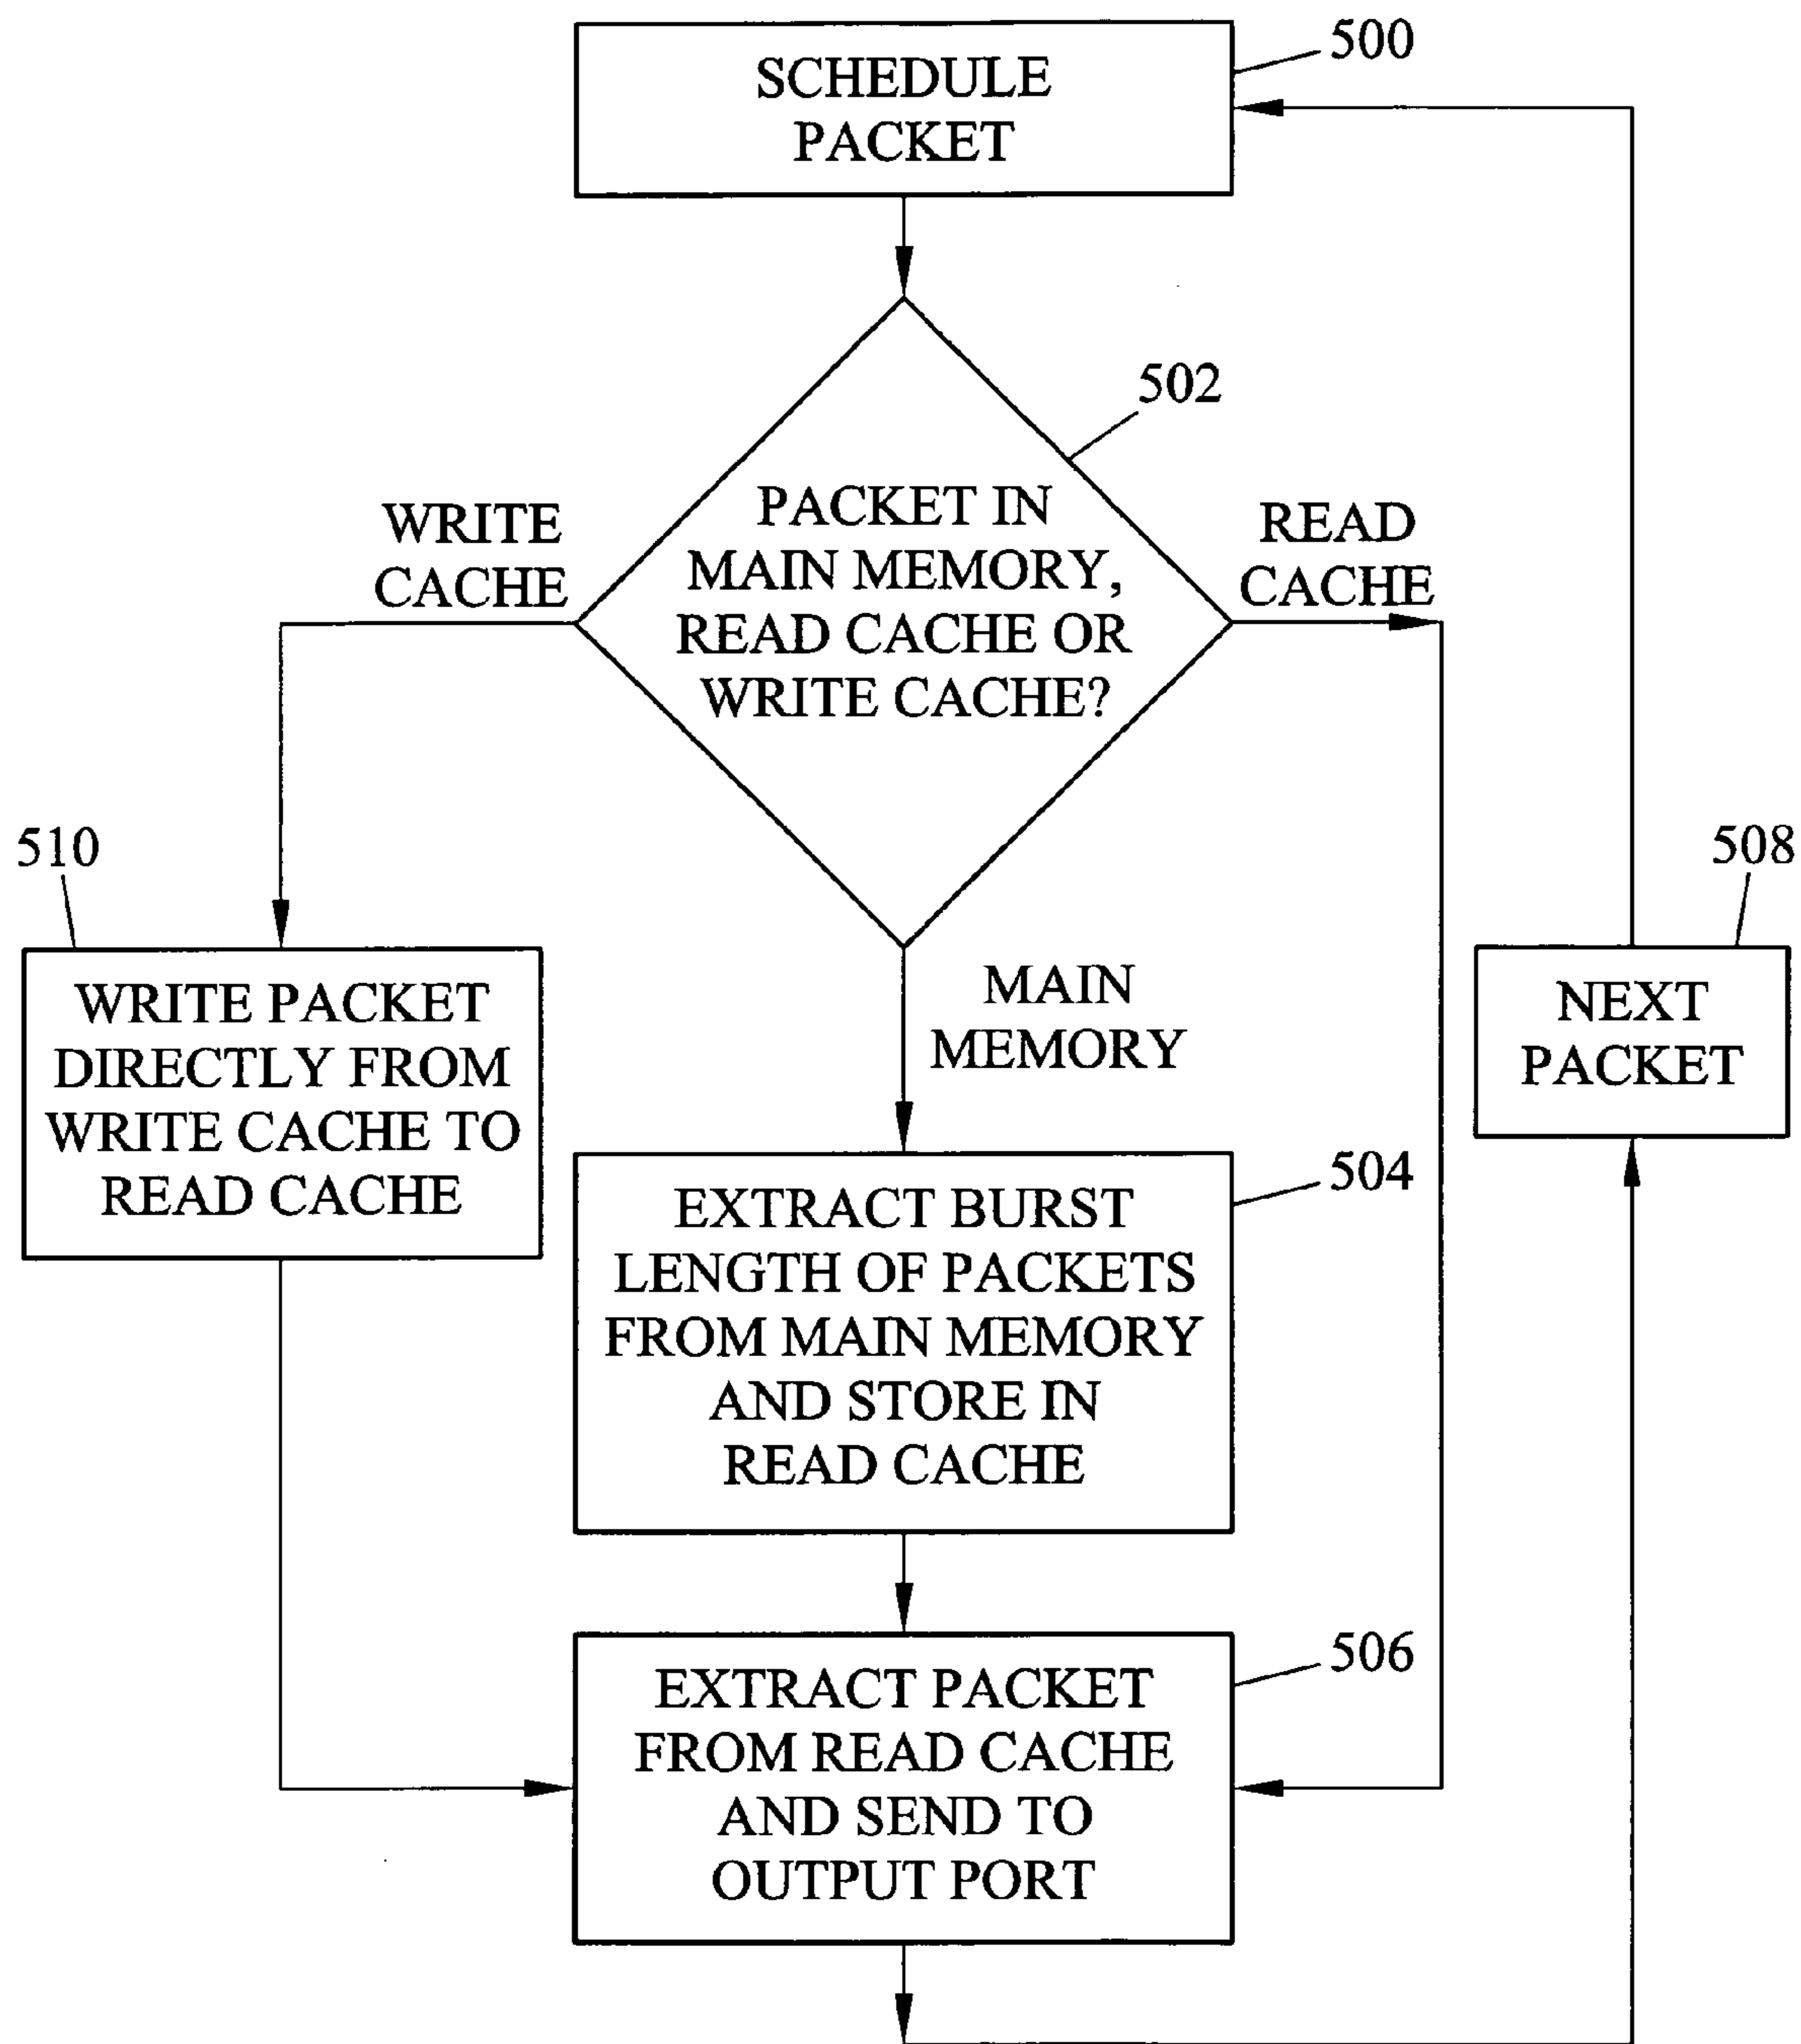 500
SCHEDULE
PACKET
502
PACKET IN
MAIN MEMORY,
READ CACHE OR
WRITE CACHE?
WRITE
CACHE
READ
CACHE
510
508
WRITE PACKET
DIRECTLY FROM
WRITE CACHE TO
READ CACHE
MAIN
MEMORY
NEXT
PACKET
504
EXTRACT BURST
LENGTH OF PACKETS
FROM MAIN MEMORY
AND STORE IN
READ CACHE
506
EXTRACT PACKET
FROM READ CACHE
AND SEND TO
OUTPUT PORT